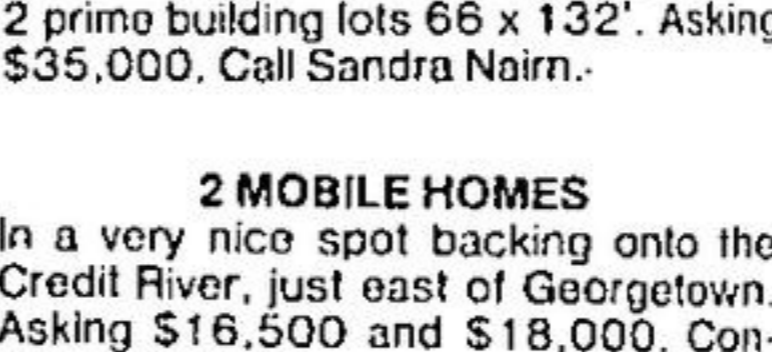 2 prime building lots 66 x 132'. Asking
$35,000. Call Sandra Nairn.
2 MOBILE HOMES
In a very nice spot backing onto the
Credit River, just east of Georgetown.
Asking $16,500 and $18,000. Con-